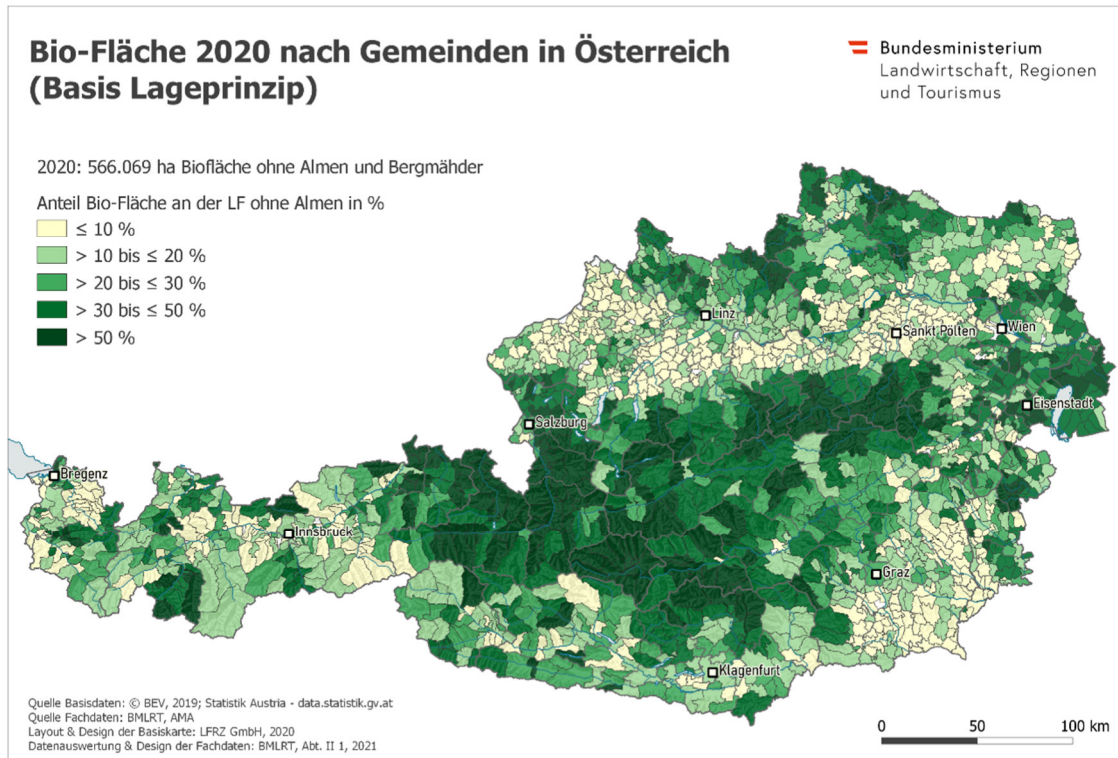 Bio-Fläche 2020 nach Gemeinden in Österreich
(Basis Lageprinzip)
Bundesministerium
Landwirtschaft, Regionen
und Tourismus
2020: 566.069 ha Biofläche ohne Almen und Bergmähder
Anteil Bio-Fläche an der LF ohne Almen in %
≤ 10 %
> 10 bis ≤ 20 %
> 20 bis ≤ 30 %
> 30 bis ≤ 50 %
> 50 %
Linz
Sankt Pölten
Wien
Eisenstadt
Salzburg
Bregenz
Innsbruck
Graz
Klagenfurt
Quelle Basisdaten: © BEV, 2019; Statistik Austria - data.statistik.gv.at
Quelle Fachdaten: BMLRT, AMA
Layout & Design der Basiskarte: LFRZ GmbH, 2020
Datenauswertung & Design der Fachdaten: BMLRT, Abt. II 1, 2021
0 50 100 km